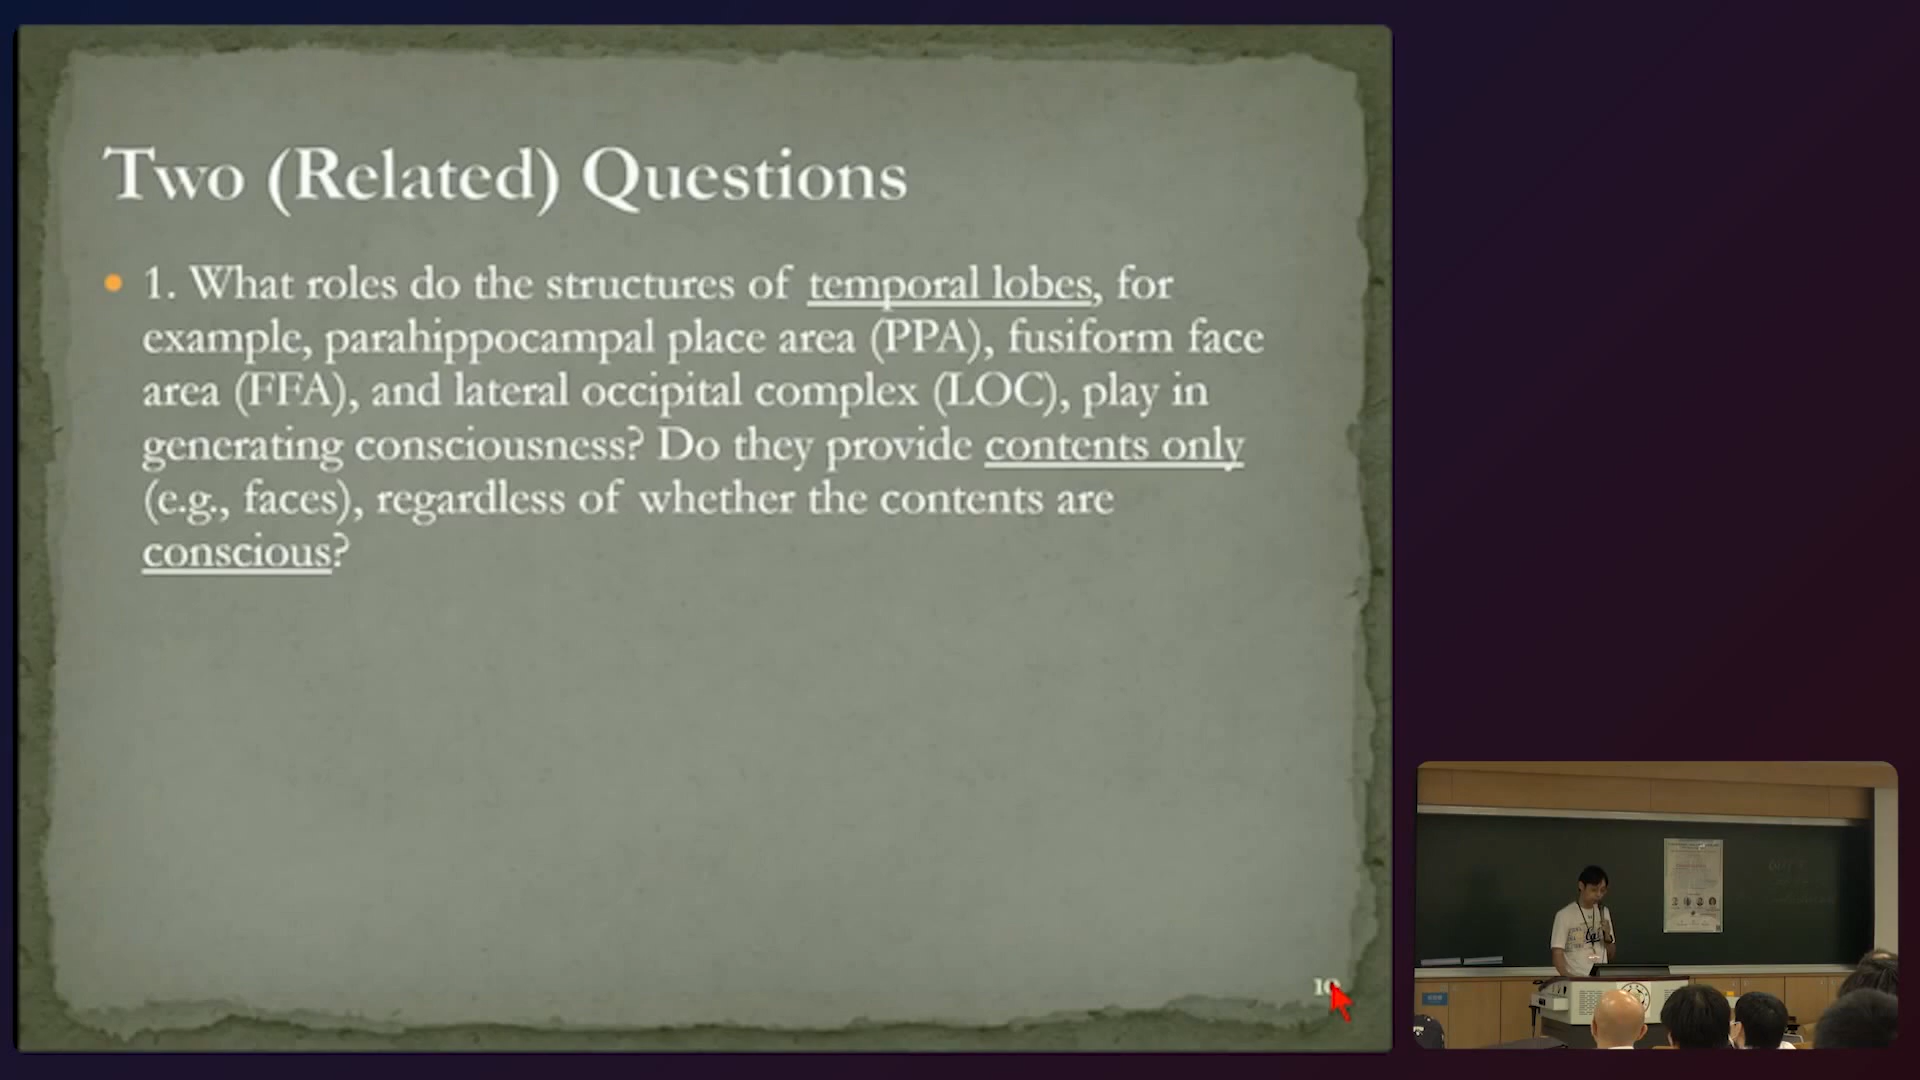 Two (Related) Questions
1. What roles do the structures of temporal lobes, for
example, parahippocampal place area (PPA), fusiform face
area (FFA), and lateral occipital complex (LOC), play in
generating consciousness? Do they provide contents only
(e.g., faces), regardless of whether the contents are
conscious?